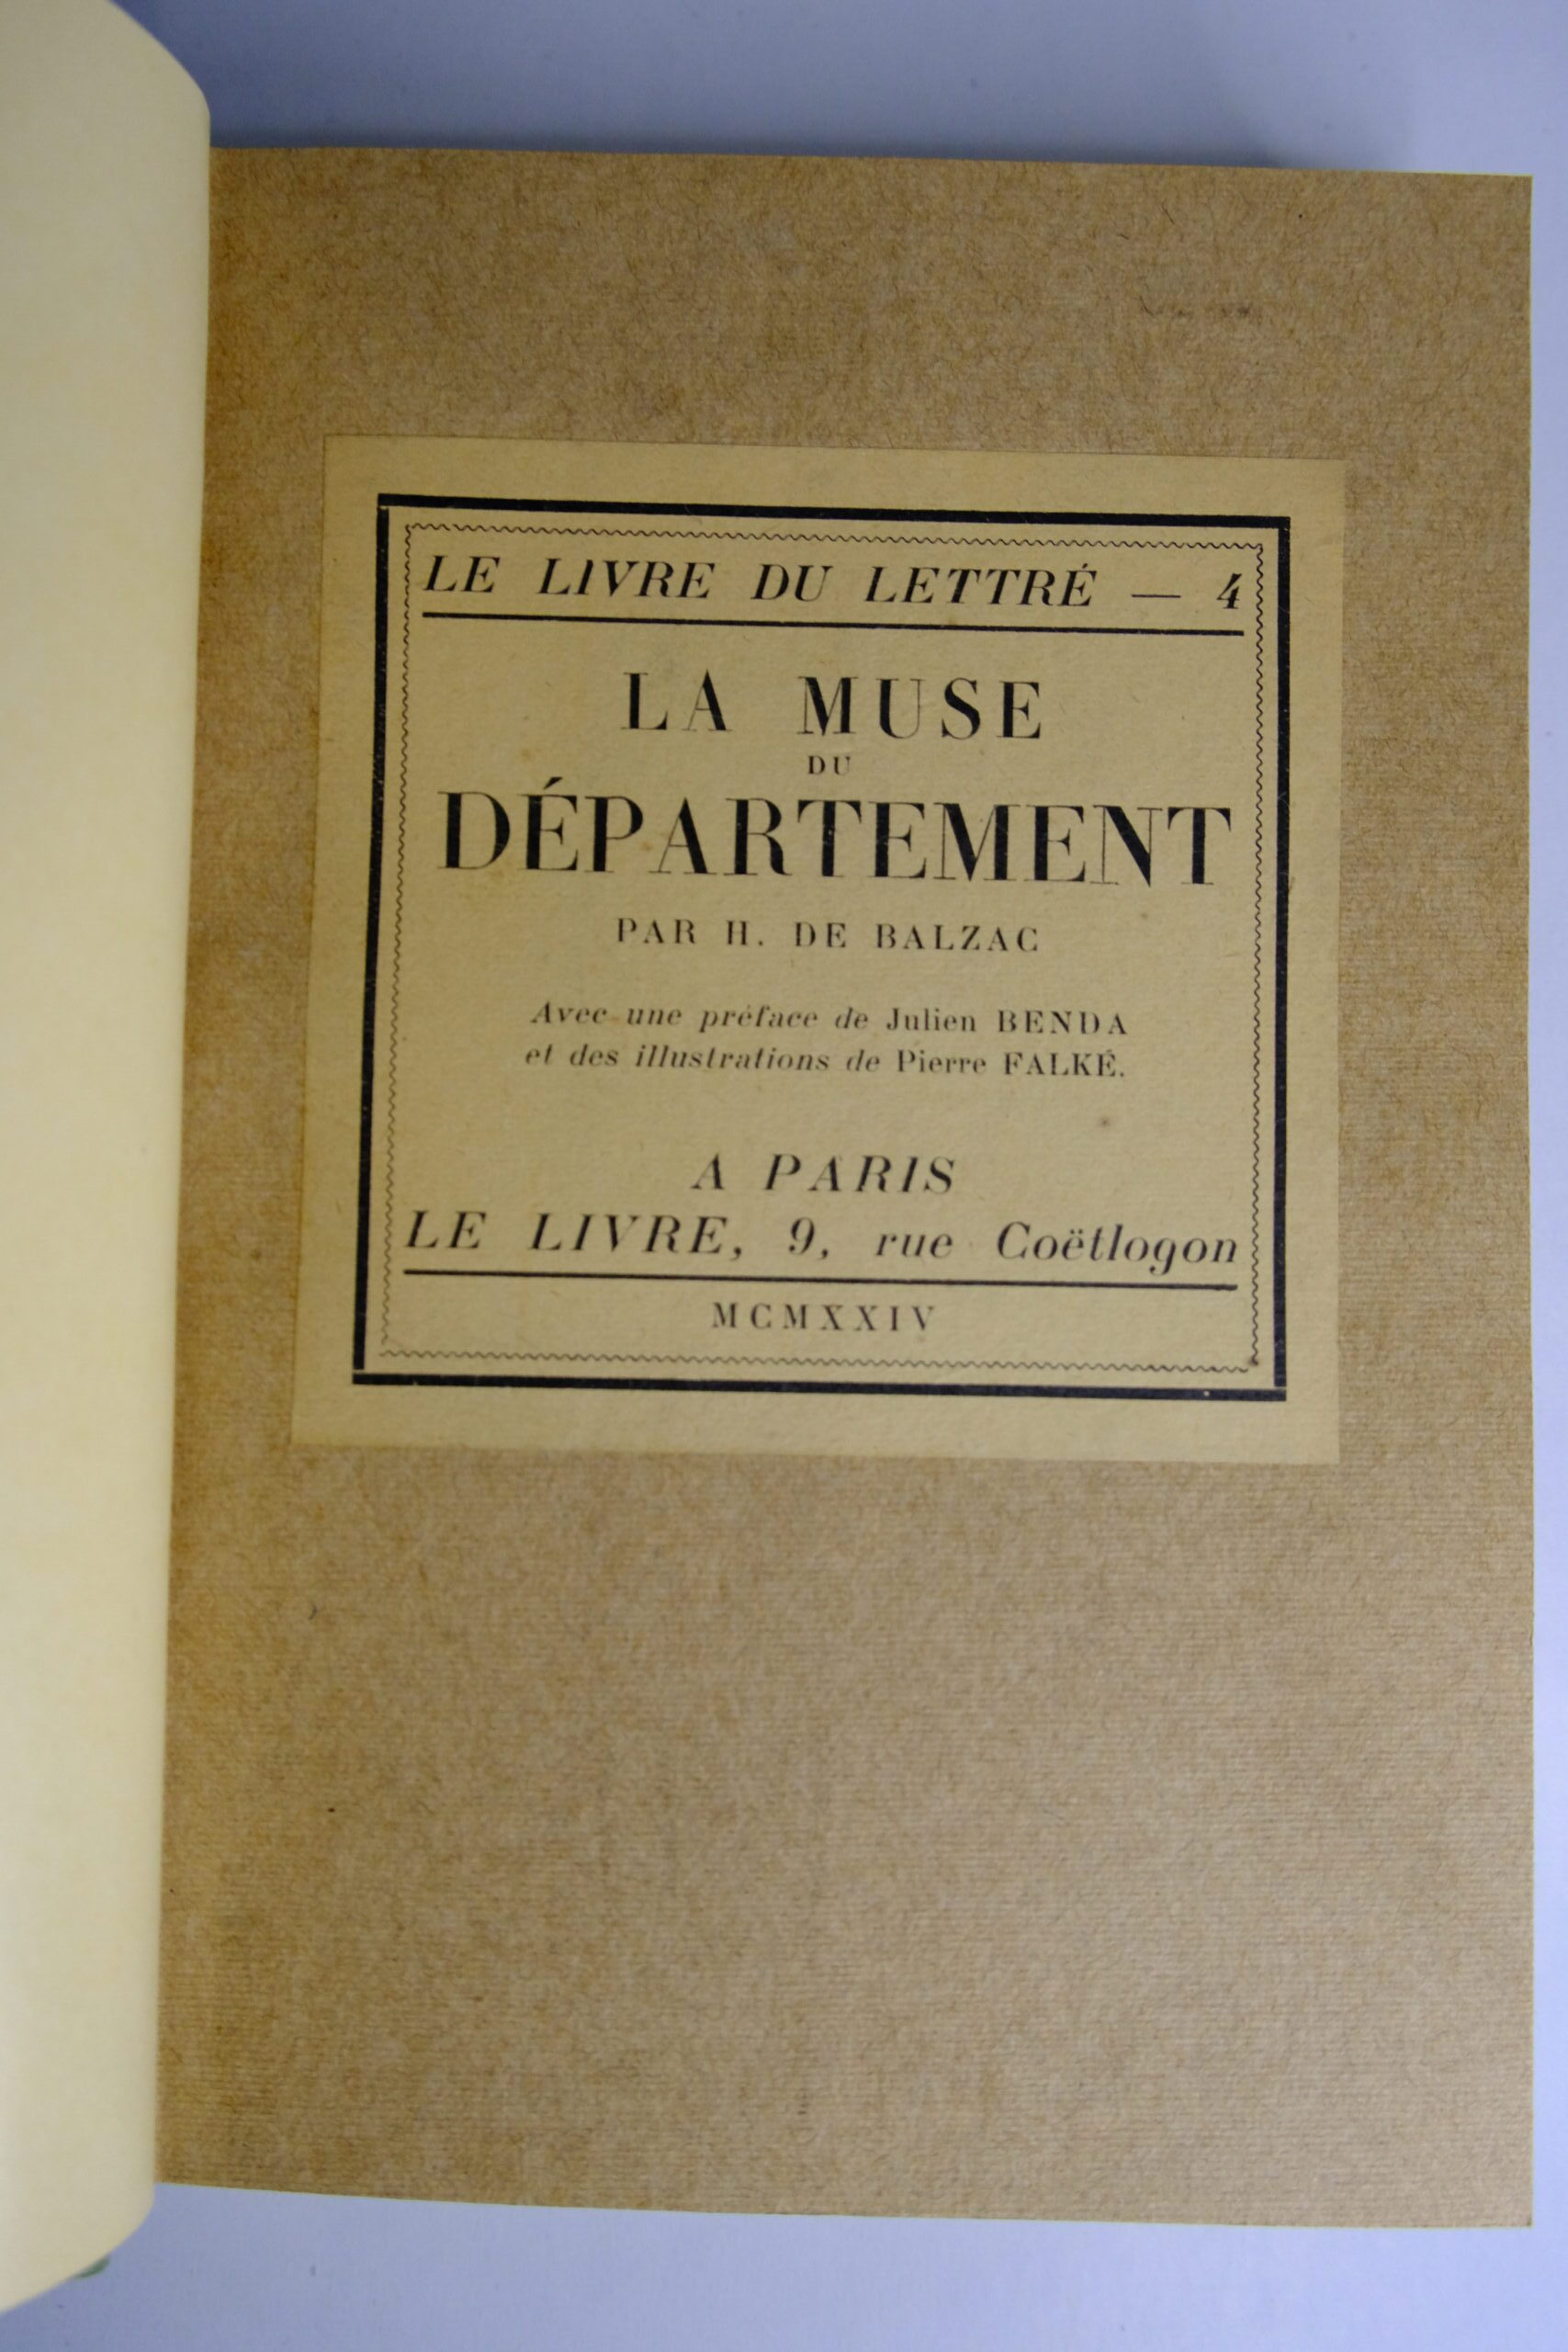 LE LIVRE DU LETTRÉ — 4
LA MUSE
DU
DÉPARTEMENT
PAR H. DE BALZAC
Avec une préface de Julien BENDA
et des illustrations de Pierre FALKÉ.
A PARIS
LE LIVRE, 9, rue Coëtlogon
MCMXXIV